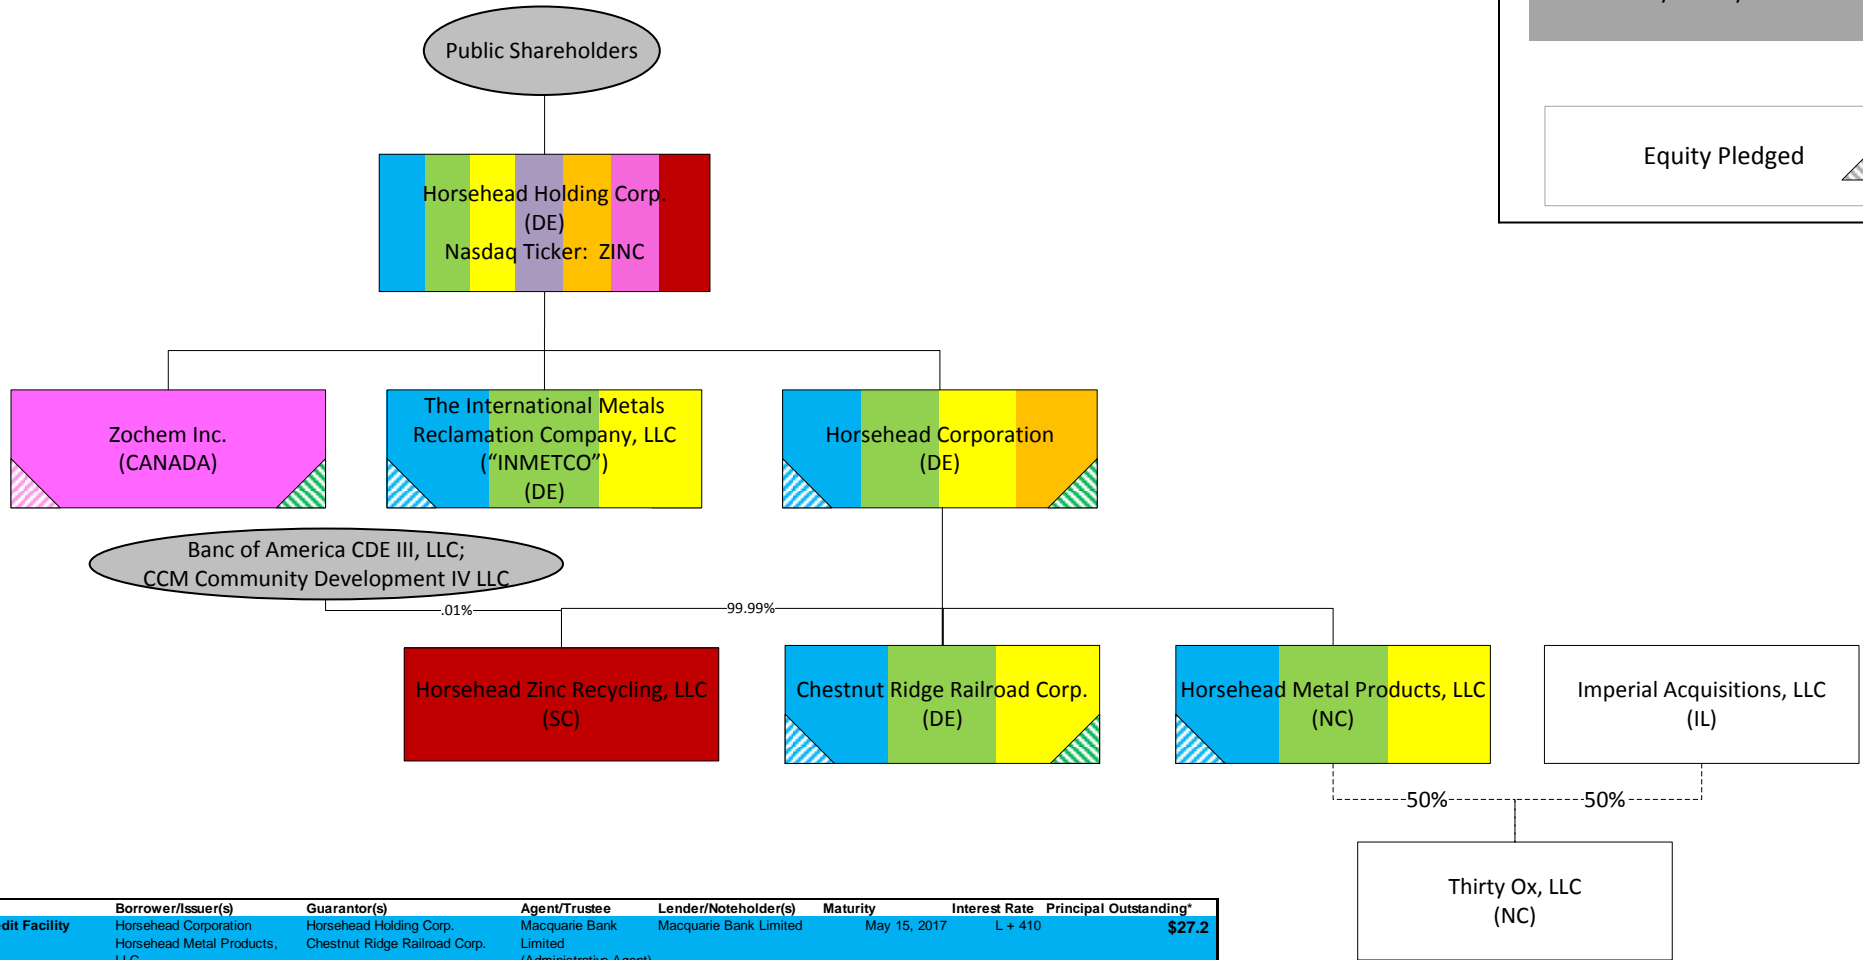 Public Shareholders
Equity Pledged
Horsehead Holding Corp.
(DE)
Nasdaq Ticker: ZINC
Zochem Inc.
(CANADA)
The International Metals
Reclamation Company, LLC
("INMETCO")
(DE)
Horsehead Corporation
(DE)
Banc of America CDE III, LLC;
CCM Community Development IV LLC
.01%
99.99%
Horsehead Zinc Recycling, LLC
(SC)
Chestnut Ridge Railroad Corp.
(DE)
Horsehead Metal Products, LLC
(NC)
Imperial Acquisitions, LLC
(IL)
50%
50%
Thirty Ox, LLC
(NC)
Borrower/Issuer(s) Guarantor(s) Agent/Trustee Lender/Noteholder(s) Maturity Interest Rate Principal Outstanding*
Facility Horsehead Corporation Horsehead Holding Corp. Macquarie Bank Macquarie Bank Limited May 15, 2017 L + 410 $27.2
Horsehead Metal Products, Chestnut Ridge Railroad Corp. Limited
LLC (Administrative Agent)